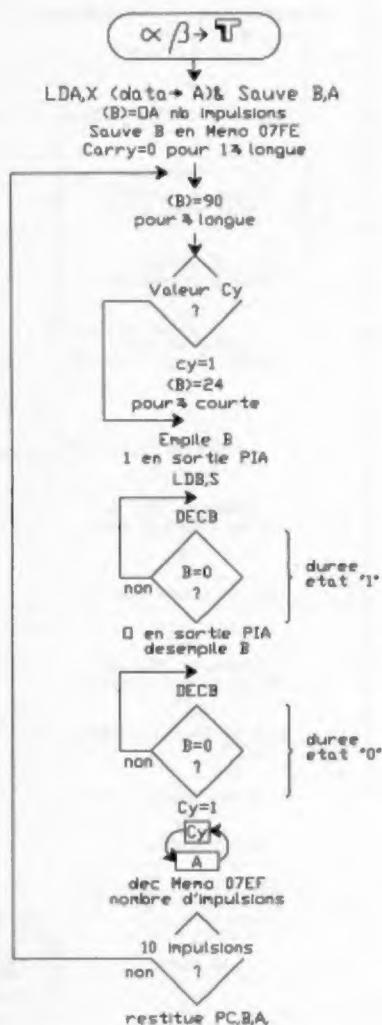 ∝/β→T
LDA,X (data→ A)& Sauve B,A
(B)=0A nb impulsions
Sauve B en Memo 07FE
Carry=0 pour 1% longue
(B)=90
pour % longue
Valeur Cy
?
cy=1
(B)=24
pour % courte
Empile B
1 en sortie PIA
LDB,S
DECB
B=0
?
non
duree
etat "1"
0 en sortie PIA
desempile B
DECB
B=0
?
non
duree
etat "0"
Cy=1
Cy
A
dec Memo 07EF
nombre d'impulsions
10 impulsions
?
non
restitue PC,B,A,